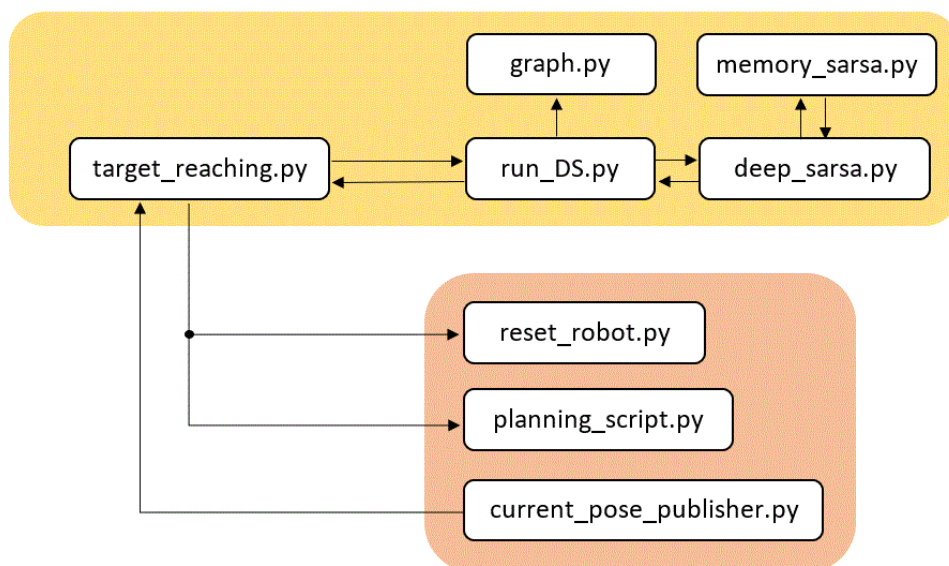 graph.py
memory_sarsa.py
target_reaching.py
run_DS.py
deep_sarsa.py
reset_robot.py
planning_script.py
current_pose_publisher.py